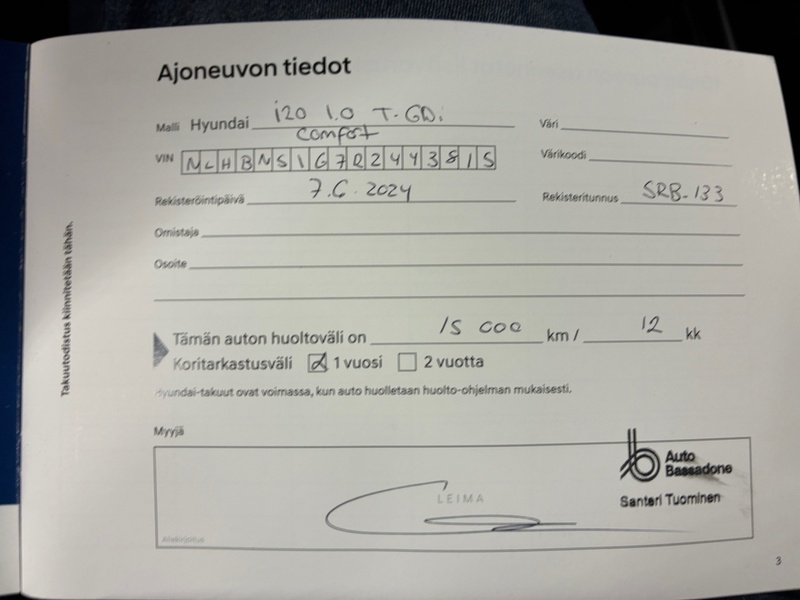 Ajoneuvon tiedot
Malli Hyundai i20 1.0 T-GDi
Comfort
Väri
VIN NLHBN51G7RZ443815
Värikoodi
Rekisteröintipäivä 7.6.2024
Rekisteritunnus SRB-133
Omistaja
Osoite
Takuutodistus kiinnitetään tähän.
Tämän auton huoltoväli on 15 000 km / 12 kk
Koritarkastusväli 1 vuosi 2 vuotta
Hyundai-takuut ovat voimassa, kun auto huolletaan huolto-ohjelman mukaisesti.
Myyjä
Auto
Bassadone
LEIMA
Santeri Tuominen
Allekirjoitus
3